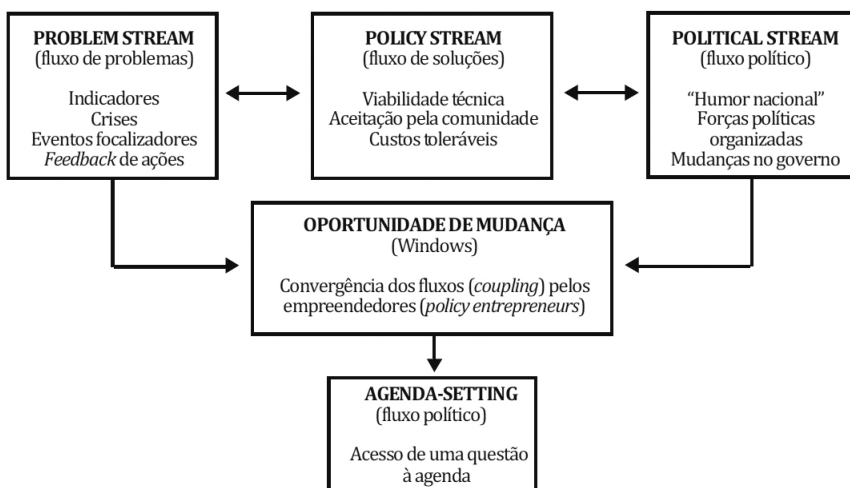 PROBLEM STREAM
(fluxo de problemas)
Indicadores
Crises
Eventos focalizadores
Feedback de ações
POLICY STREAM
(fluxo de soluções)
Viabilidade técnica
Aceitação pela comunidade
Custos toleráveis
POLITICAL STREAM
(fluxo político)
“Humor nacional”
Forças políticas
organizadas
Mudanças no governo
OPORTUNIDADE DE MUDANÇA
(Windows)
Convergência dos fluxos (coupling) pelos
empreendedores (policy entrepreneurs)
AGENDA-SETTING
(fluxo político)
Acesso de uma questão
à agenda